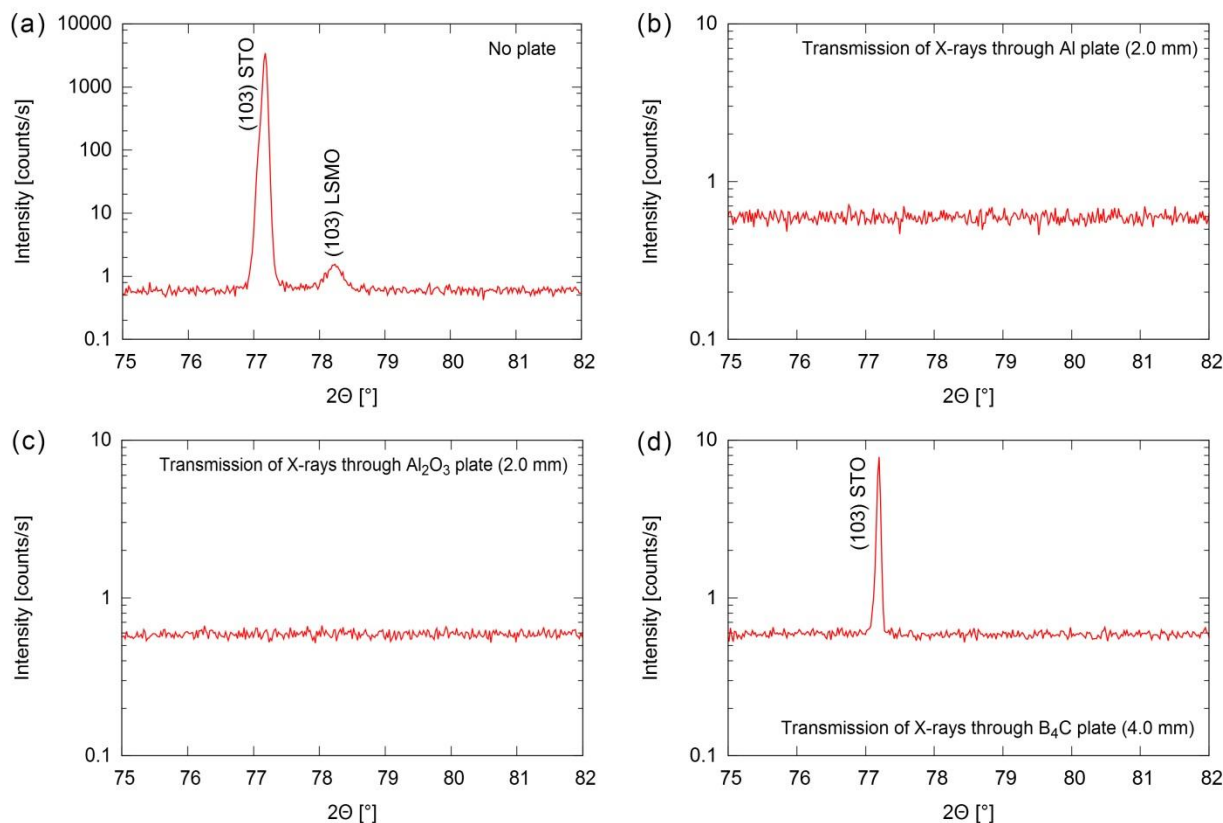 (a)
No plate
(103) STO
(103) LSMO
10000
1000
100
10
1
0.1
Intensity [counts/s]
75 76 77 78 79 80 81 82
2Θ [°]
(b)
Transmission of X-rays through Al plate (2.0 mm)
10
1
0.1
Intensity [counts/s]
75 76 77 78 79 80 81 82
2Θ [°]
(c)
Transmission of X-rays through Al₂O₃ plate (2.0 mm)
10
1
0.1
Intensity [counts/s]
75 76 77 78 79 80 81 82
2Θ [°]
(d)
(103) STO
10
1
0.1
Intensity [counts/s]
Transmission of X-rays through B₄C plate (4.0 mm)
75 76 77 78 79 80 81 82
2Θ [°]